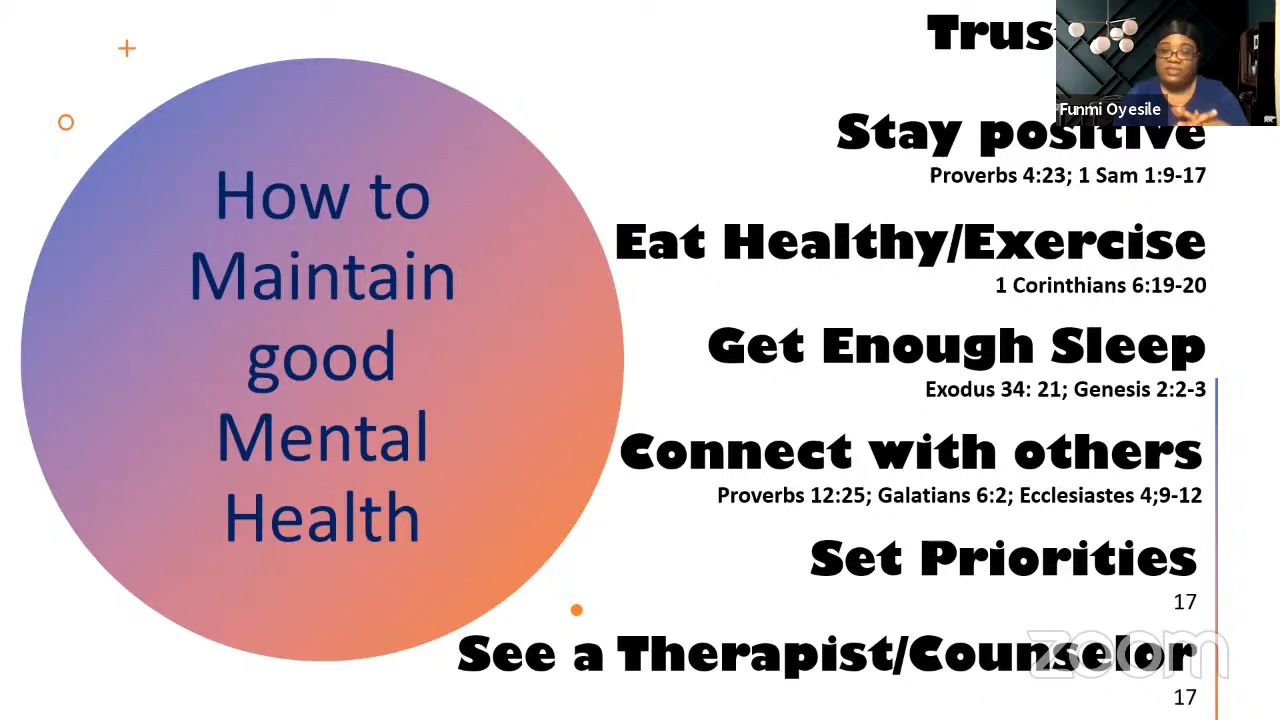 How to
Maintain
good
Mental
Health
Funmi Oyesile
Stay positive
Proverbs 4:23; 1 Sam 1:9-17
Eat Healthy/Exercise
1 Corinthians 6:19-20
Get Enough Sleep
Exodus 34: 21; Genesis 2:2-3
Connect with others
Proverbs 12:25; Galatians 6:2; Ecclesiastes 4;9-12
Set Priorities
17
See a Therapist/Counselor
zoom
17